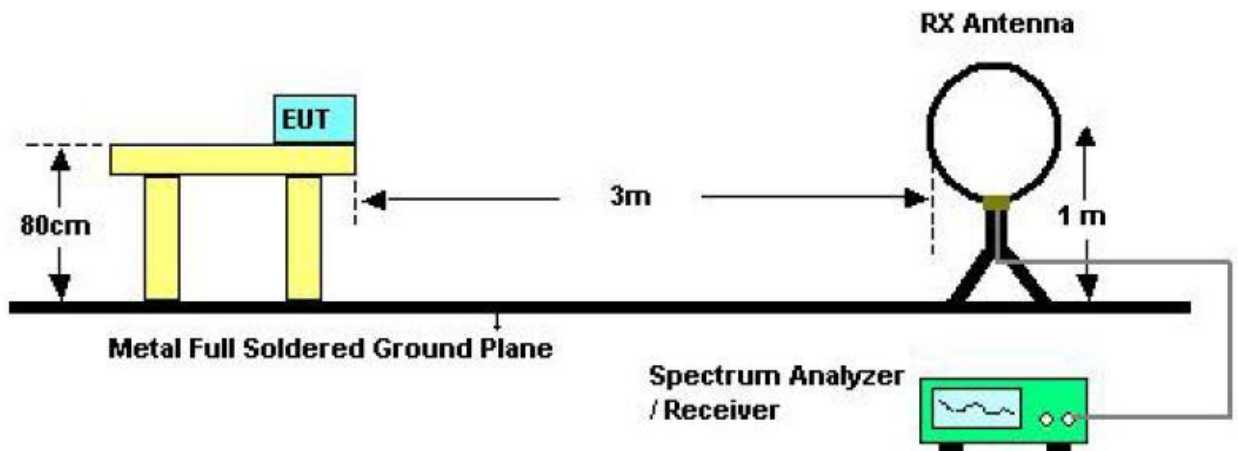 RX Antenna
EUT
80cm
3m
1 m
Metal Full Soldered Ground Plane
Spectrum Analyzer
/ Receiver